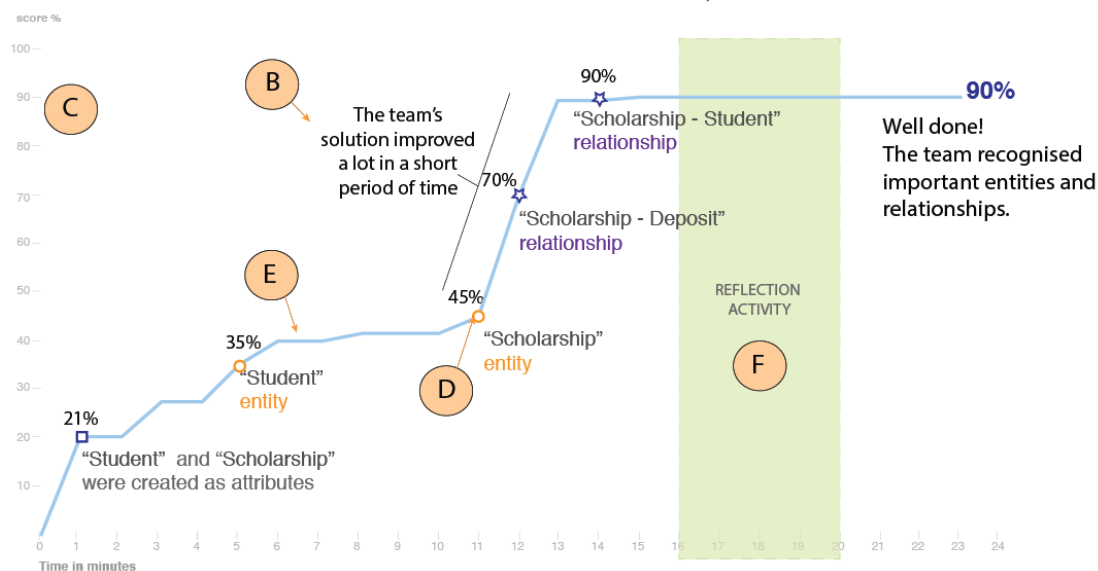 score %
100
90
80
70
60
50
40
30
20
10
C
B
E
D
F
The team's
solution improved
a lot in a short
period of time
21%
"Student" and "Scholarship"
were created as attributes
35%
"Student"
entity
45%
"Scholarship"
entity
70%
"Scholarship - Deposit"
relationship
90%
"Scholarship - Student"
relationship
REFLECTION
ACTIVITY
90%
Well done!
The team recognised
important entities and
relationships.
0 1 2 3 4 5 6 7 8 9 10 11 12 13 14 15 16 17 18 19 20 21 22 23 24
Time in minutes